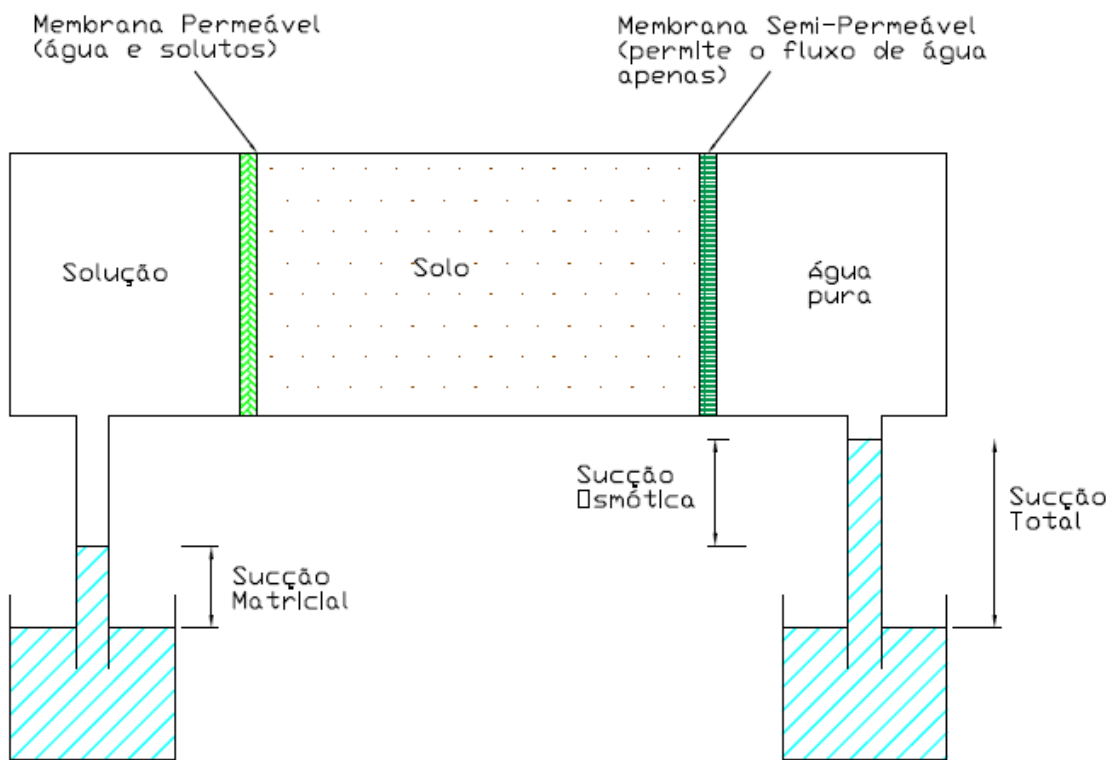 Membrana Permeável
(água e solutos)
Membrana Semi-Permeável
(permite o fluxo de água
apenas)
Solução
Solo
Água
pura
Sucção
Osmótica
Sucção
Total
Sucção
Matricial